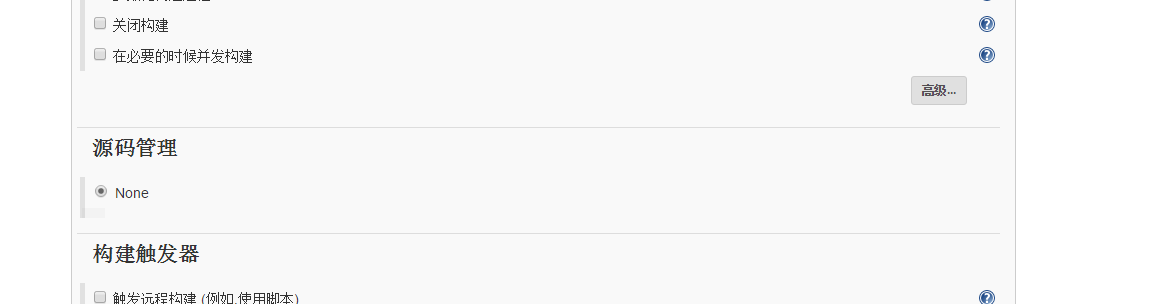 关闭构建
在必要的时候并发构建
高级...
源码管理
None
构建触发器
触发远程构建 (例如,使用脚本)